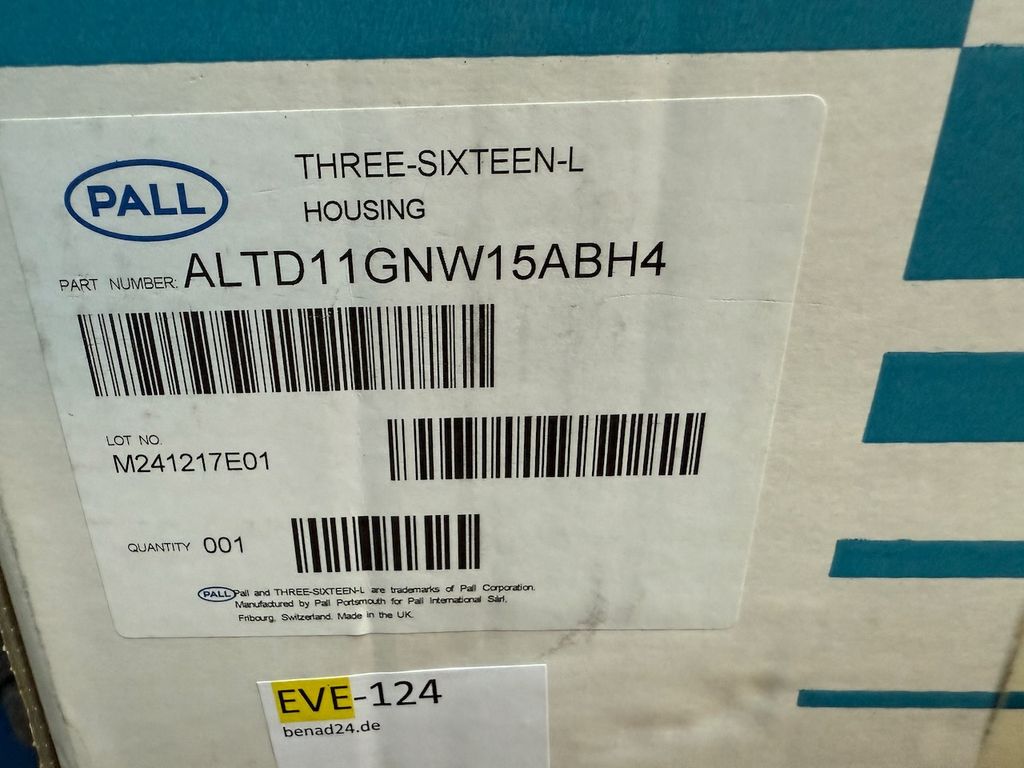 PALL
THREE-SIXTEEN-L
HOUSING
PART NUMBER: ALTD11GNW15ABH4
LOT NO.
M241217E01
QUANTITY 001
PALL Pall and THREE-SIXTEEN-L are trademarks of Pall Corporation.
Manufactured by Pall Portsmouth for Pall International Sàrl,
Fribourg, Switzerland. Made in the UK.
EVE-124
benad24.de